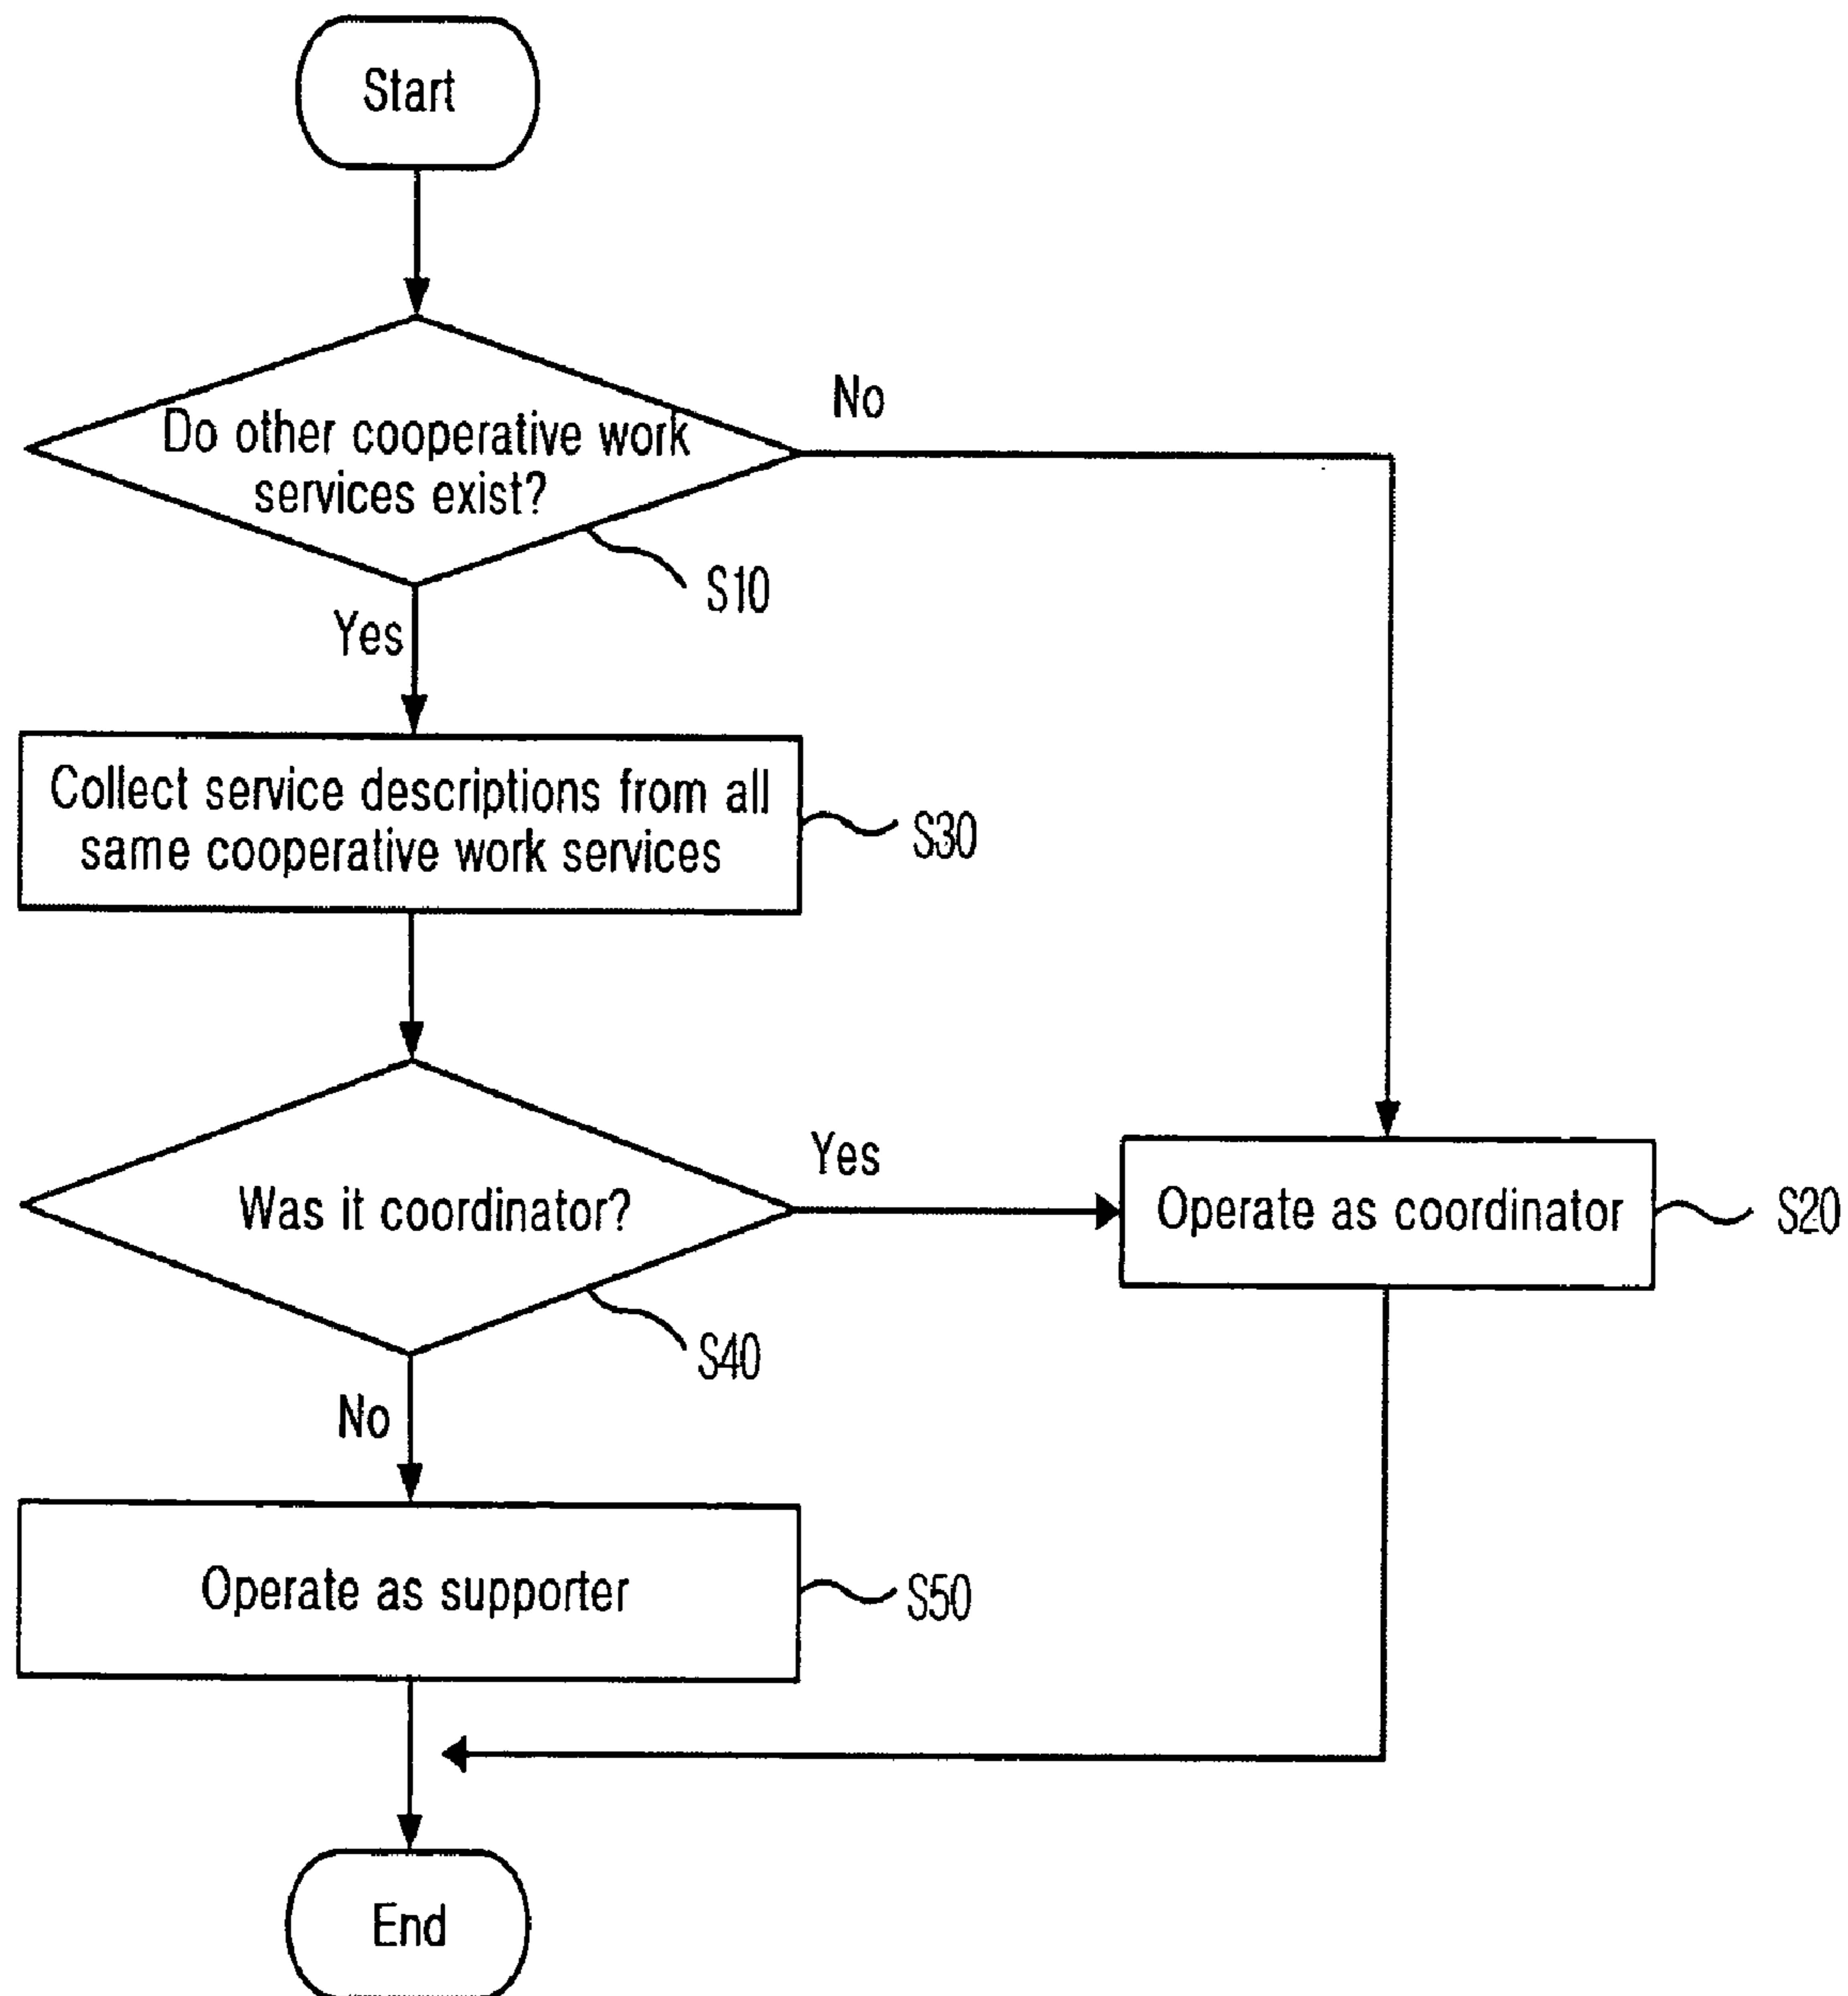 Start
Do other cooperative work
services exist?
No
S10
Yes
Collect service descriptions from all
same cooperative work services
S30
Was it coordinator?
Yes
S40
Operate as coordinator
S20
No
Operate as supporter
S50
End